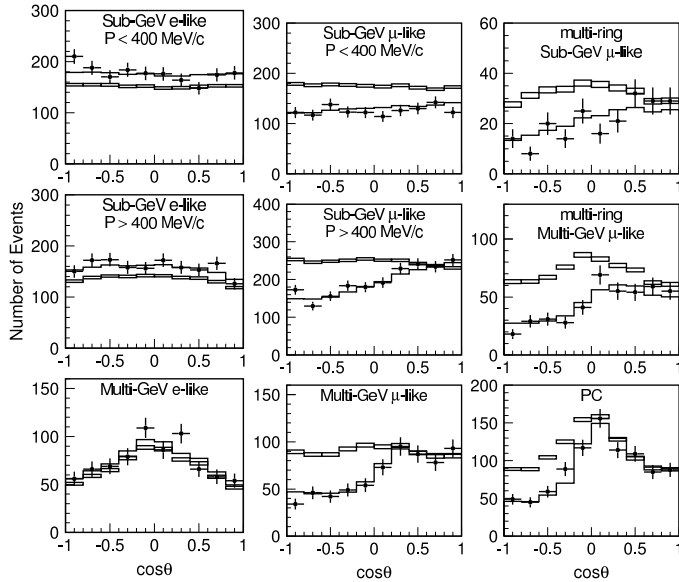 Number of Events
Sub-GeV e-like
P < 400 MeV/c
300
200
100
0
-1 -0.5 0 0.5 1
Sub-GeV μ-like
P < 400 MeV/c
300
200
100
0
-1 -0.5 0 0.5 1
multi-ring
Sub-GeV μ-like
60
40
20
0
-1 -0.5 0 0.5 1
Sub-GeV e-like
P > 400 MeV/c
300
200
100
0
-1 -0.5 0 0.5 1
Sub-GeV μ-like
P > 400 MeV/c
400
300
200
100
0
-1 -0.5 0 0.5 1
multi-ring
Multi-GeV μ-like
100
50
0
-1 -0.5 0 0.5 1
Multi-GeV e-like
150
100
50
0
-1 -0.5 0 0.5 1
cosθ
Multi-GeV μ-like
150
100
50
0
-1 -0.5 0 0.5 1
cosθ
PC
200
150
100
50
0
-1 -0.5 0 0.5 1
cosθ